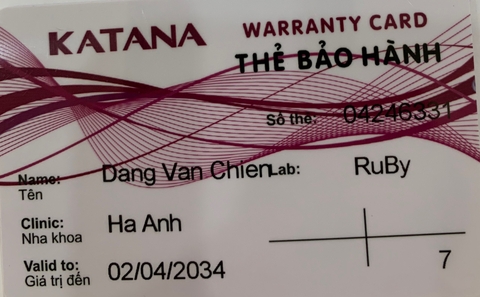 KATANA
WARRANTY CARD
THẺ BẢO HÀNH
Số thẻ: 04246331
Name: Dang Van Chien Lab: RuBy
Tên
Clinic: Ha Anh
Nha khoa
Valid to: 02/04/2034
Giá trị đến
7